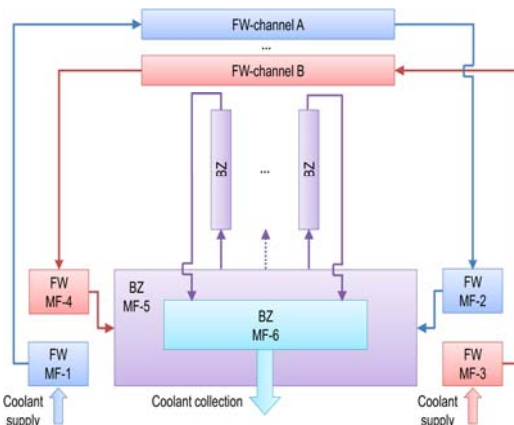 FW-channel A
...
FW-channel B
BZ
...
BZ
FW
MF-4
BZ
MF-5
BZ
MF-6
FW
MF-2
FW
MF-1
FW
MF-3
Coolant
supply
Coolant collection
Coolant
supply